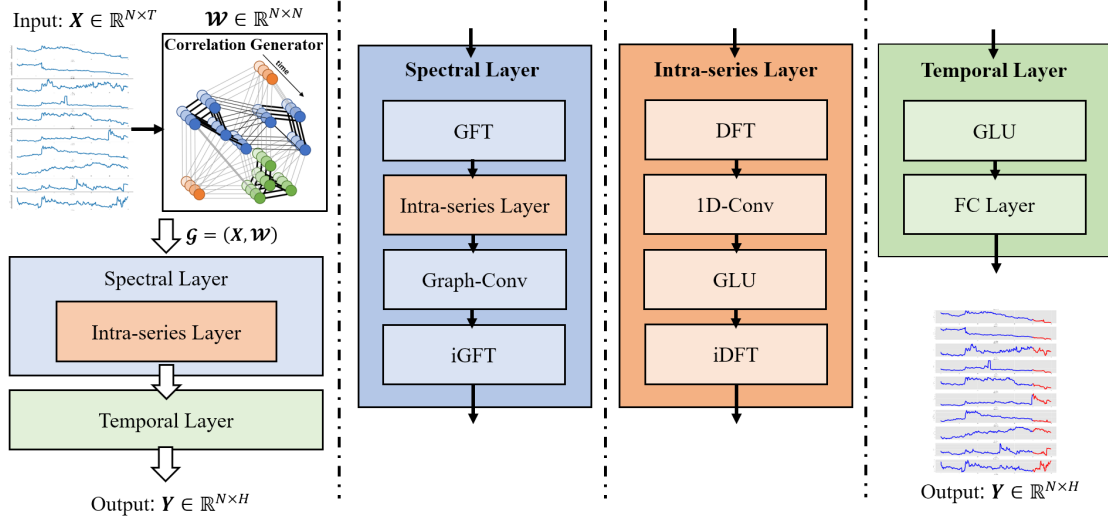 Input: 𝑿 ∈ ℝ^{N×T}
𝓦 ∈ ℝ^{N×N}
Correlation Generator
time
𝓖 = (𝑿, 𝓦)
Spectral Layer
Intra-series Layer
Temporal Layer
Output: 𝒀 ∈ ℝ^{N×H}
Spectral Layer
GFT
Intra-series Layer
Graph-Conv
iGFT
Intra-series Layer
DFT
1D-Conv
GLU
iDFT
Temporal Layer
GLU
FC Layer
Output: 𝒀 ∈ ℝ^{N×H}